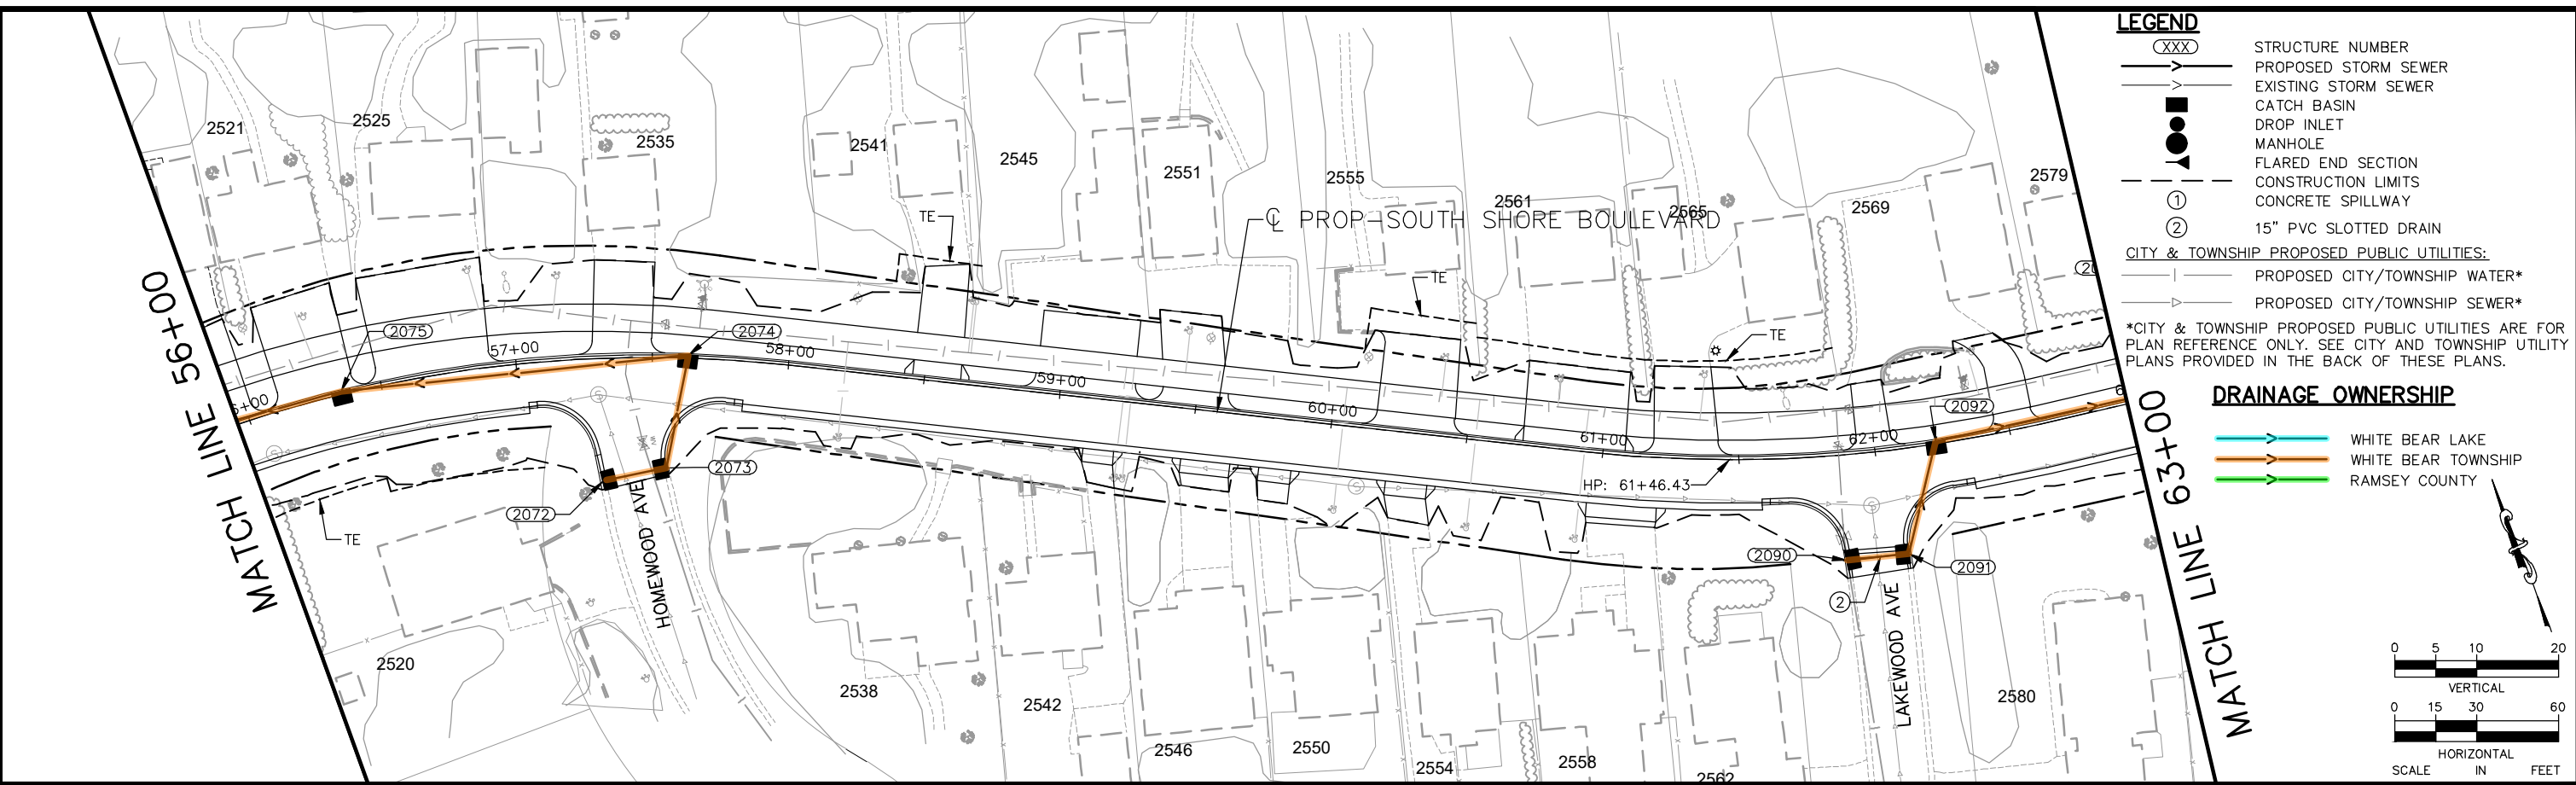 LEGEND
XXX STRUCTURE NUMBER
PROPOSED STORM SEWER
EXISTING STORM SEWER
CATCH BASIN
DROP INLET
MANHOLE
FLARED END SECTION
CONSTRUCTION LIMITS
1 CONCRETE SPILLWAY
2 15" PVC SLOTTED DRAIN
CITY & TOWNSHIP PROPOSED PUBLIC UTILITIES:
PROPOSED CITY/TOWNSHIP WATER*
PROPOSED CITY/TOWNSHIP SEWER*
*CITY & TOWNSHIP PROPOSED PUBLIC UTILITIES ARE FOR
PLAN REFERENCE ONLY. SEE CITY AND TOWNSHIP UTILITY
PLANS PROVIDED IN THE BACK OF THESE PLANS.
DRAINAGE OWNERSHIP
WHITE BEAR LAKE
WHITE BEAR TOWNSHIP
RAMSEY COUNTY
0 5 10 20
VERTICAL
0 15 30 60
HORIZONTAL
SCALE IN FEET
MATCH LINE 56+00
MATCH LINE 63+00
2521
2525
2535
2541
2545
2551
2555
2561
2565
2569
2579
TE
℄ PROP-SOUTH SHORE BOULEVARD
TE
TE
2075
2074
57+00
58+00
59+00
60+00
61+00
62+00
6+00
2092
HP: 61+46.43
2073
2072
TE
HOMEWOOD AVE
2090
2091
2
LAKEWOOD AVE
2520
2538
2542
2546
2550
2554
2558
2562
2580
S
S
S
S